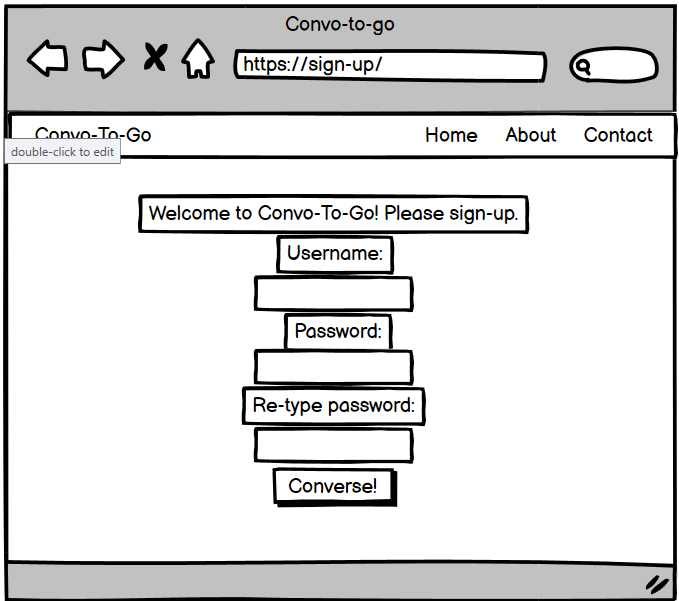 Convo-to-go
https://sign-up/
Convo-To-Go
Home About Contact
double-click to edit
Welcome to Convo-To-Go! Please sign-up.
Username:
Password:
Re-type password:
Converse!